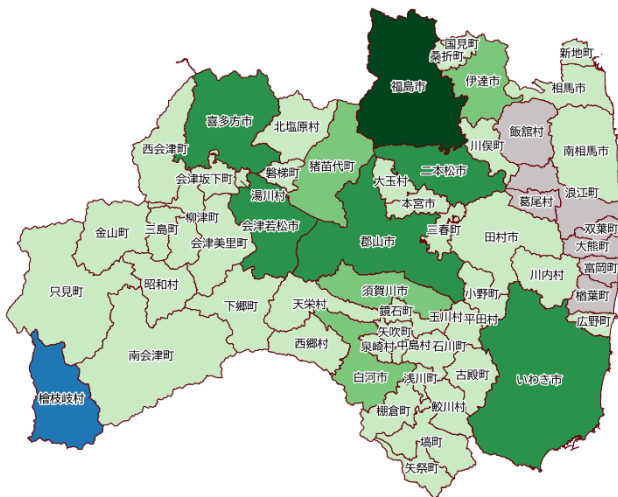 国見町
桑折町
新地町
福島市
伊達市
相馬市
喜多方市
北塩原村
川俣町
飯舘村
西会津町
猪苗代町
南相馬市
会津坂下町
磐梯町
大玉村
二本松市
湯川村
葛尾村
浪江町
柳津町
本宮市
金山町
三島町
会津若松市
三春町
双葉町
会津美里町
郡山市
田村市
大熊町
川内村
富岡町
只見町
昭和村
須賀川市
小野町
楢葉町
下郷町
天栄村
鏡石町
玉川村
平田村
広野町
矢吹町
南会津町
西郷村
泉崎村
中島村
石川町
白河市
浅川町
古殿町
いわき市
檜枝岐村
棚倉町
鮫川村
塙町
矢祭町